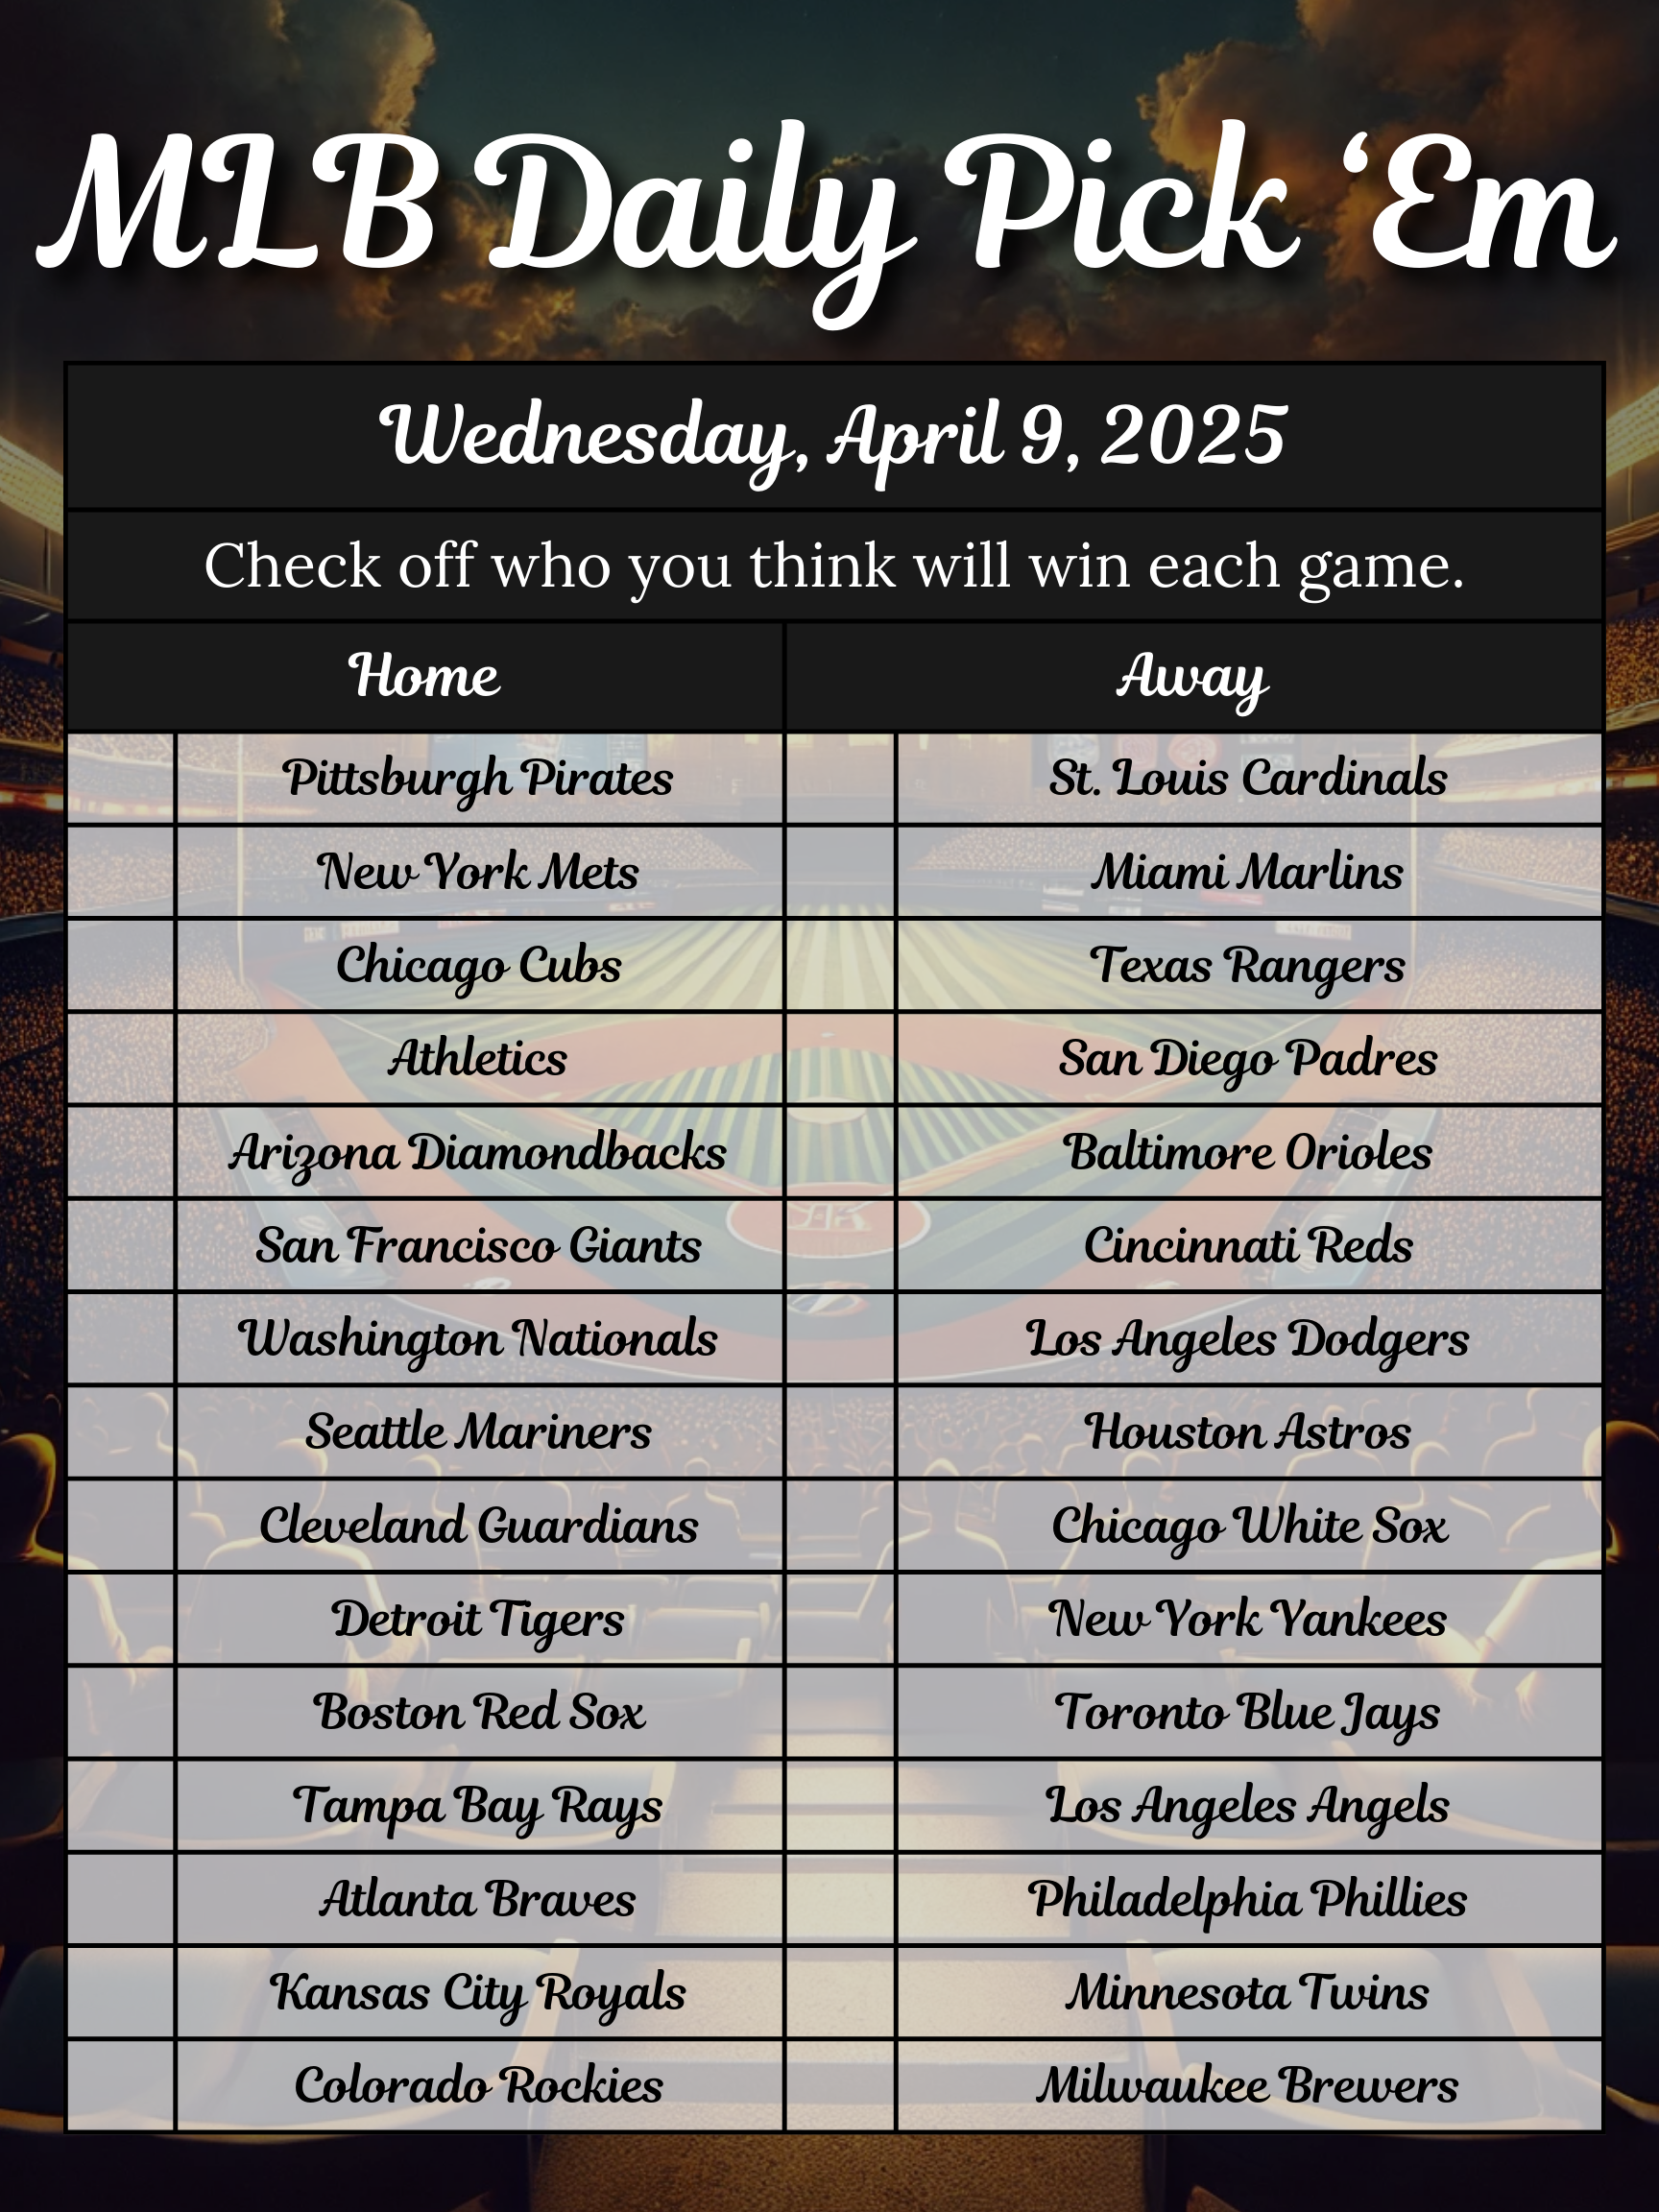 MLB Daily Pick ‘Em
Wednesday, April 9, 2025
Check off who you think will win each game.
Home Away
Pittsburgh Pirates St. Louis Cardinals
New York Mets Miami Marlins
Chicago Cubs Texas Rangers
Athletics San Diego Padres
Arizona Diamondbacks Baltimore Orioles
San Francisco Giants Cincinnati Reds
Washington Nationals Los Angeles Dodgers
Seattle Mariners Houston Astros
Cleveland Guardians Chicago White Sox
Detroit Tigers New York Yankees
Boston Red Sox Toronto Blue Jays
Tampa Bay Rays Los Angeles Angels
Atlanta Braves Philadelphia Phillies
Kansas City Royals Minnesota Twins
Colorado Rockies Milwaukee Brewers